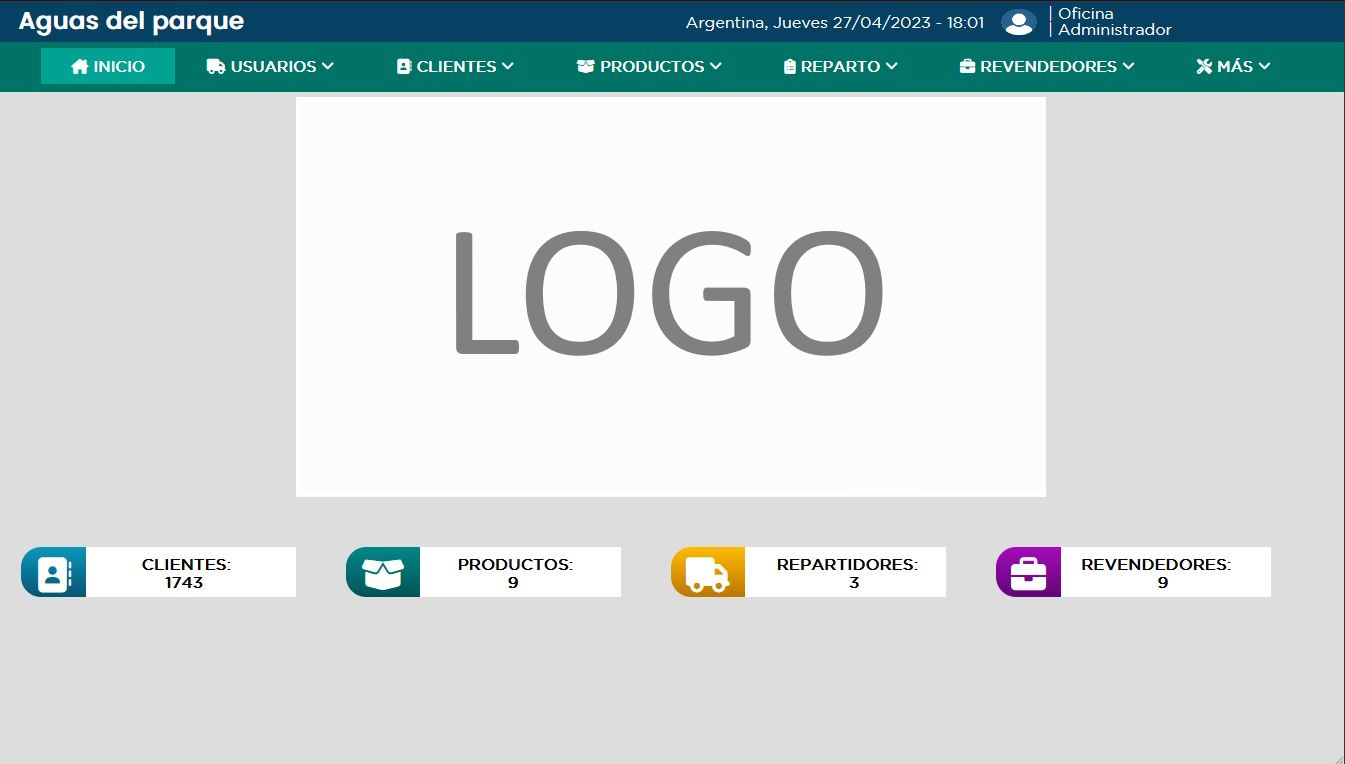 Aguas del parque
Argentina, Jueves 27/04/2023 - 18:01
| Oficina
| Administrador
INICIO
USUARIOS
CLIENTES
PRODUCTOS
REPARTO
REVENDEDORES
MÁS
LOGO
CLIENTES:
1743
PRODUCTOS:
9
REPARTIDORES:
3
REVENDEDORES:
9